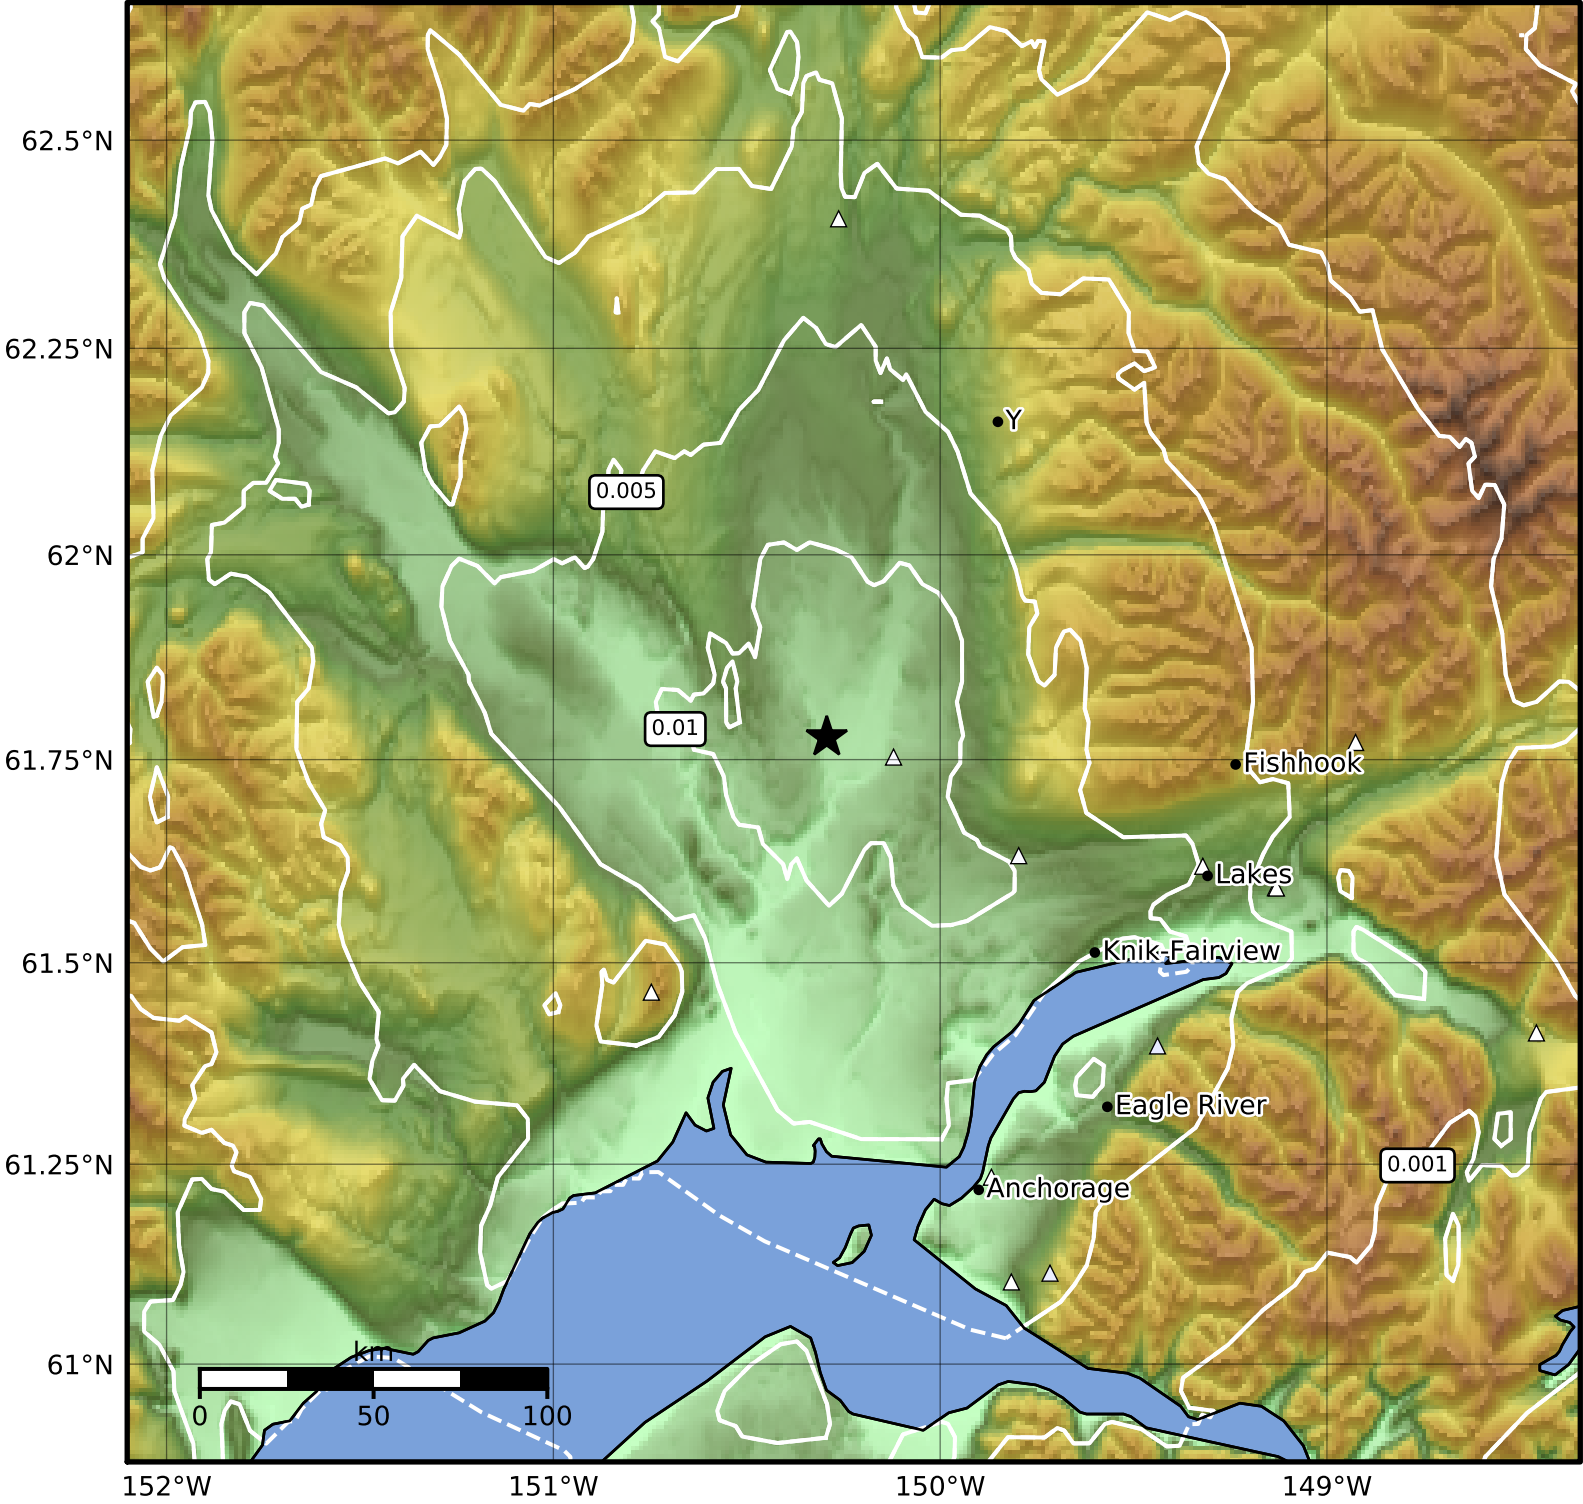 62.5°N
62.25°N
Y
0.005
62°N
0.01
61.75°N
Fishhook
Lakes
61.5°N
Knik-Fairview
Eagle River
61.25°N
0.001
Anchorage
61°N
km
0 50 100
152°W 151°W 150°W 149°W